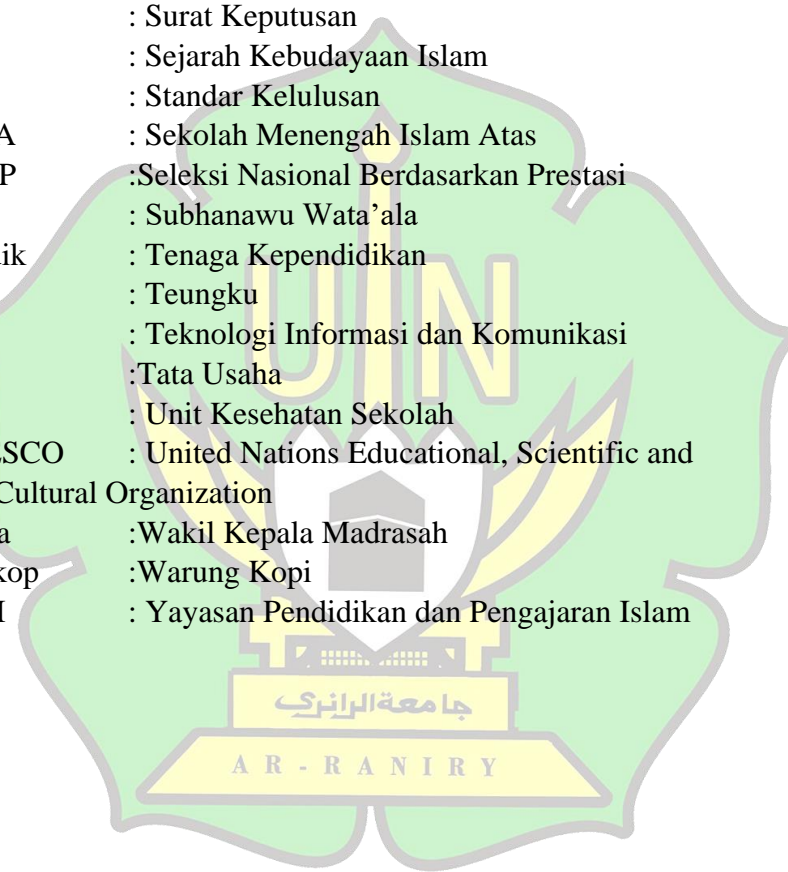 : Surat Keputusan
: Sejarah Kebudayaan Islam
: Standar Kelulusan
A : Sekolah Menengah Islam Atas
P :Seleksi Nasional Berdasarkan Prestasi
: Subhanawu Wata’ala
ik : Tenaga Kependidikan
: Teungku
: Teknologi Informasi dan Komunikasi
:Tata Usaha
: Unit Kesehatan Sekolah
SCO : United Nations Educational, Scientific and
Cultural Organization
a :Wakil Kepala Madrasah
kop :Warung Kopi
I : Yayasan Pendidikan dan Pengajaran Islam
UIN
جامعةالرانري
AR-RANIRY